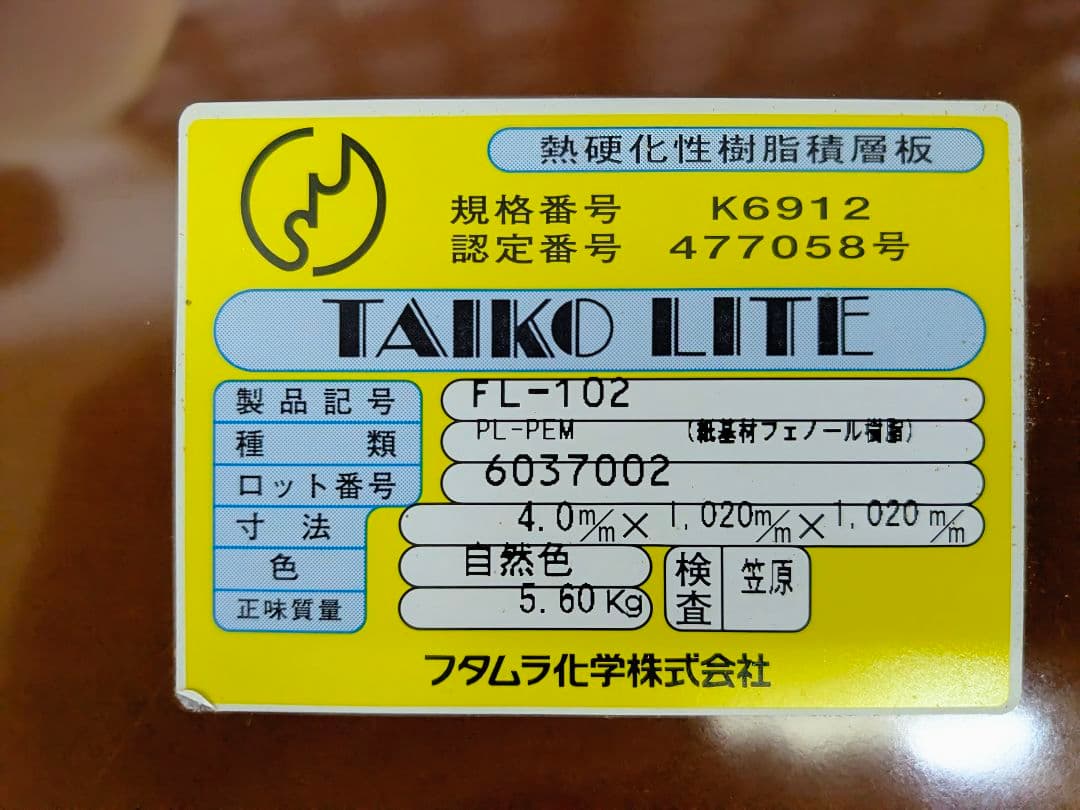 熱硬化性樹脂積層板
規格番号 K6912
認定番号 477058号
TAIKO LITE
製品記号 FL-102
種類 PL-PEM (紙基材フェノール樹脂)
ロット番号 6037002
寸法 4.0m/m×1,020m/m×1,020m/m
色 自然色 検査 笠原
正味質量 5.60Kg
フタムラ化学株式会社